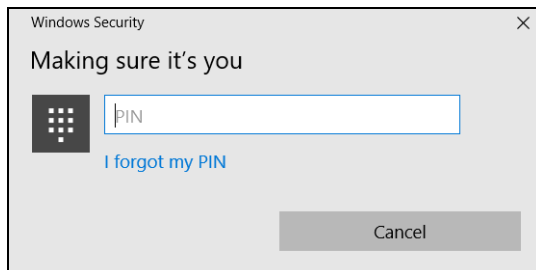 Windows Security
Making sure it's you
PIN
I forgot my PIN
Cancel